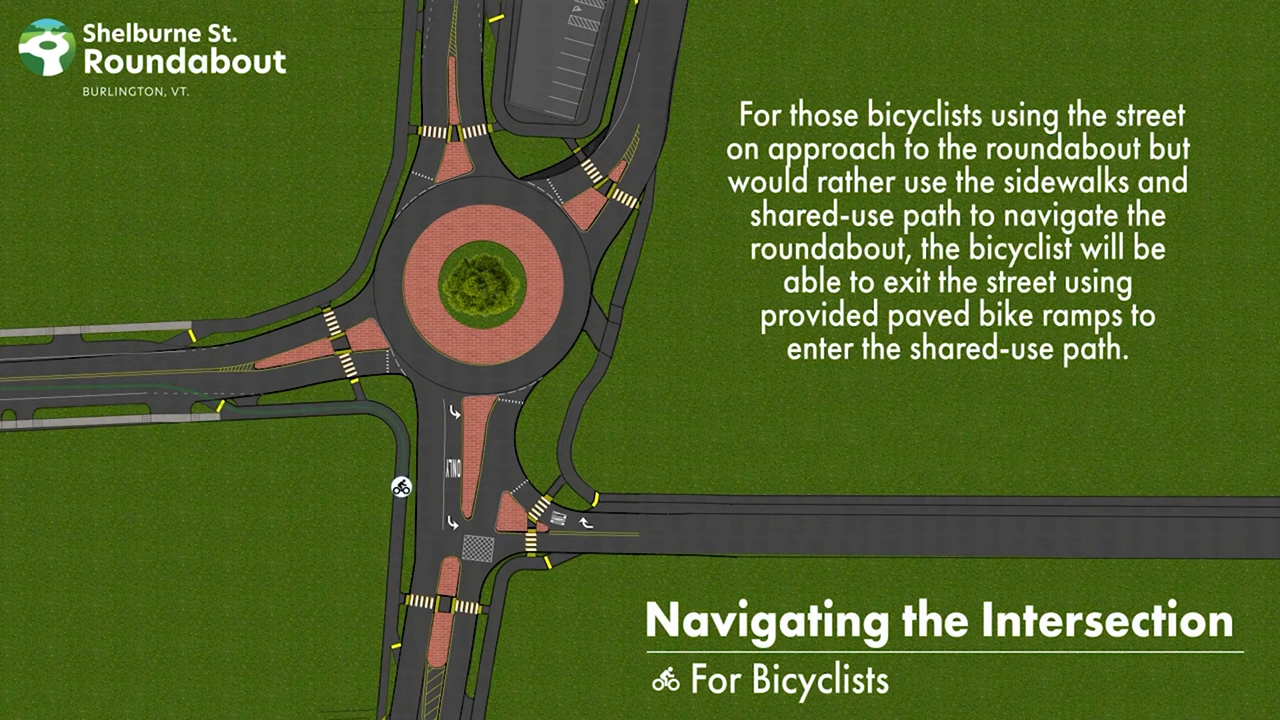 Shelburne St.
Roundabout
BURLINGTON, VT.
For those bicyclists using the street
on approach to the roundabout but
would rather use the sidewalks and
shared-use path to navigate the
roundabout, the bicyclist will be
able to exit the street using
provided paved bike ramps to
enter the shared-use path.
ONLY
Navigating the Intersection
For Bicyclists